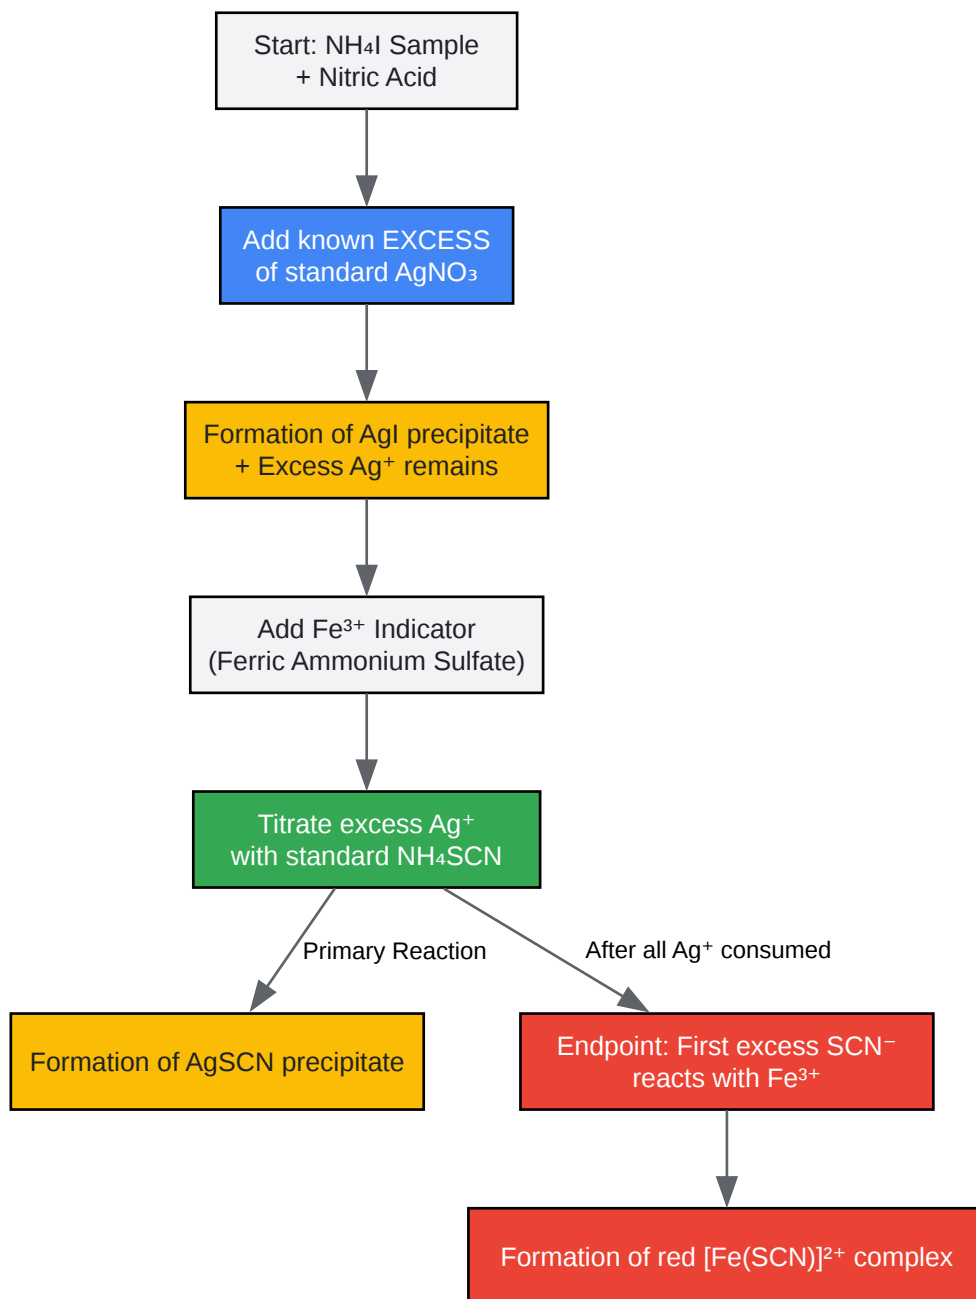 Start: NH₄I Sample
+ Nitric Acid
Add known EXCESS
of standard AgNO₃
Formation of AgI precipitate
+ Excess Ag⁺ remains
Add Fe³⁺ Indicator
(Ferric Ammonium Sulfate)
Titrate excess Ag⁺
with standard NH₄SCN
Primary Reaction
After all Ag⁺ consumed
Formation of AgSCN precipitate
Endpoint: First excess SCN⁻
reacts with Fe³⁺
Formation of red [Fe(SCN)]²⁺ complex